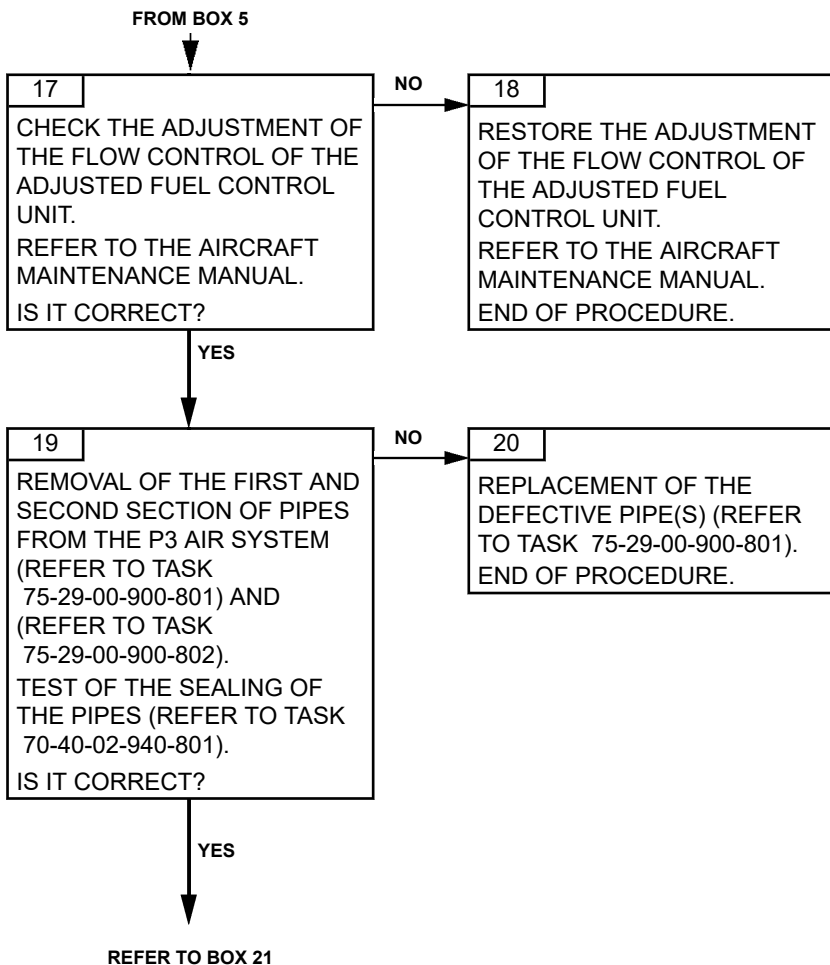 FROM BOX 5
17
CHECK THE ADJUSTMENT OF
THE FLOW CONTROL OF THE
ADJUSTED FUEL CONTROL
UNIT.
REFER TO THE AIRCRAFT
MAINTENANCE MANUAL.
IS IT CORRECT?
NO
18
RESTORE THE ADJUSTMENT
OF THE FLOW CONTROL OF
THE ADJUSTED FUEL
CONTROL UNIT.
REFER TO THE AIRCRAFT
MAINTENANCE MANUAL.
END OF PROCEDURE.
YES
19
REMOVAL OF THE FIRST AND
SECOND SECTION OF PIPES
FROM THE P3 AIR SYSTEM
(REFER TO TASK
75-29-00-900-801) AND
(REFER TO TASK
75-29-00-900-802).
TEST OF THE SEALING OF
THE PIPES (REFER TO TASK
70-40-02-940-801).
IS IT CORRECT?
NO
20
REPLACEMENT OF THE
DEFECTIVE PIPE(S) (REFER
TO TASK 75-29-00-900-801).
END OF PROCEDURE.
YES
REFER TO BOX 21